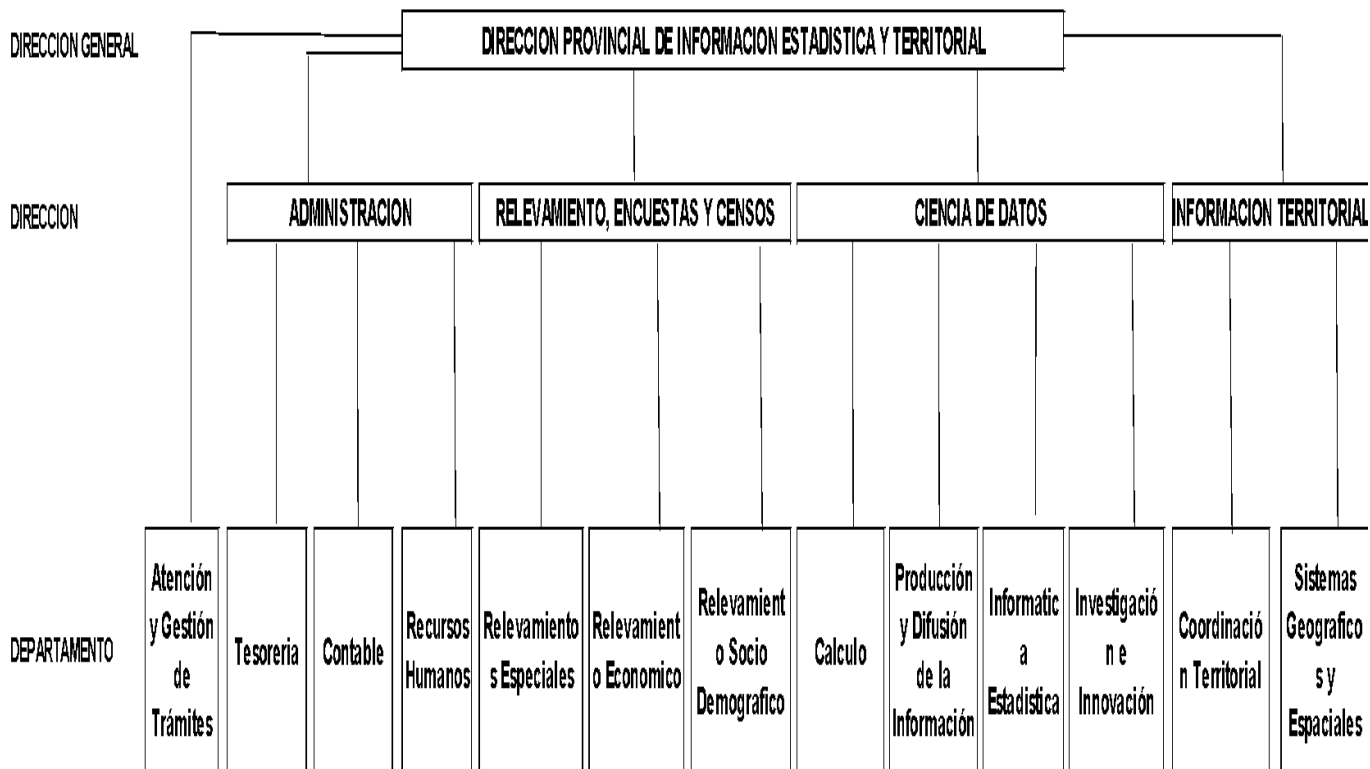 DIRECCION GENERAL
DIRECCION PROVINCIAL DE INFORMACION ESTADISTICA Y TERRITORIAL
DIRECCION
ADMINISTRACION
RELEVAMIENTO, ENCUESTAS Y CENSOS
CIENCIA DE DATOS
INFORMACION TERRITORIAL
DEPARTAMENTO
Atención
y Gestión
de
Trámites
Tesoreria
Contable
Recursos
Humanos
Relevamiento
s Especiales
Relevamient
o Economico
Relevamient
o Socio
Demografico
Calculo
Producción
y Difusión
de la
Información
Informatic
a
Estadistica
Investigació
n e
Innovación
Coordinació
n Territorial
Sistemas
Geografico
s y
Espaciales